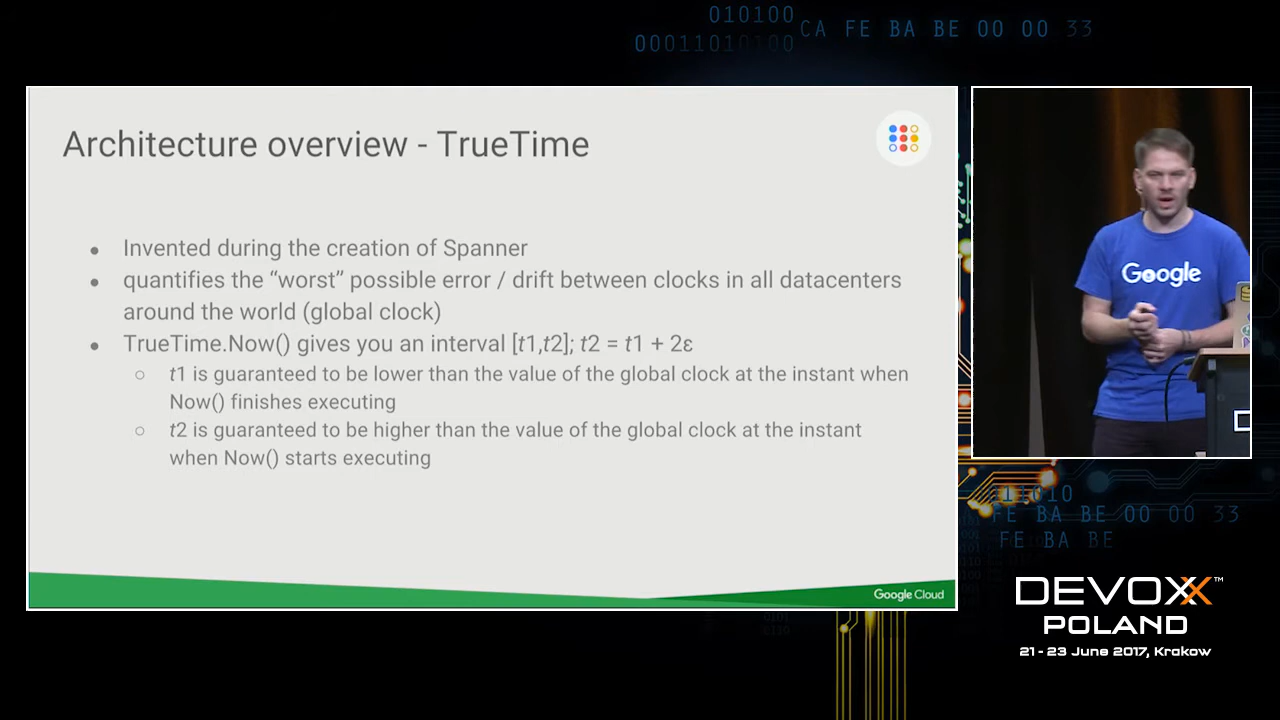 010100
CA FE BA BE 00 00 33
00011010100
Architecture overview - TrueTime
● Invented during the creation of Spanner
● quantifies the “worst” possible error / drift between clocks in all datacenters
around the world (global clock)
● TrueTime.Now() gives you an interval [t1,t2]; t2 = t1 + 2ε
○ t1 is guaranteed to be lower than the value of the global clock at the instant when
Now() finishes executing
○ t2 is guaranteed to be higher than the value of the global clock at the instant
when Now() starts executing
Google Cloud
Google
011010
FE BA BE 00 00 33
FE BA BE
DEVOXX™
POLAND
21 - 23 June 2017, Krakow